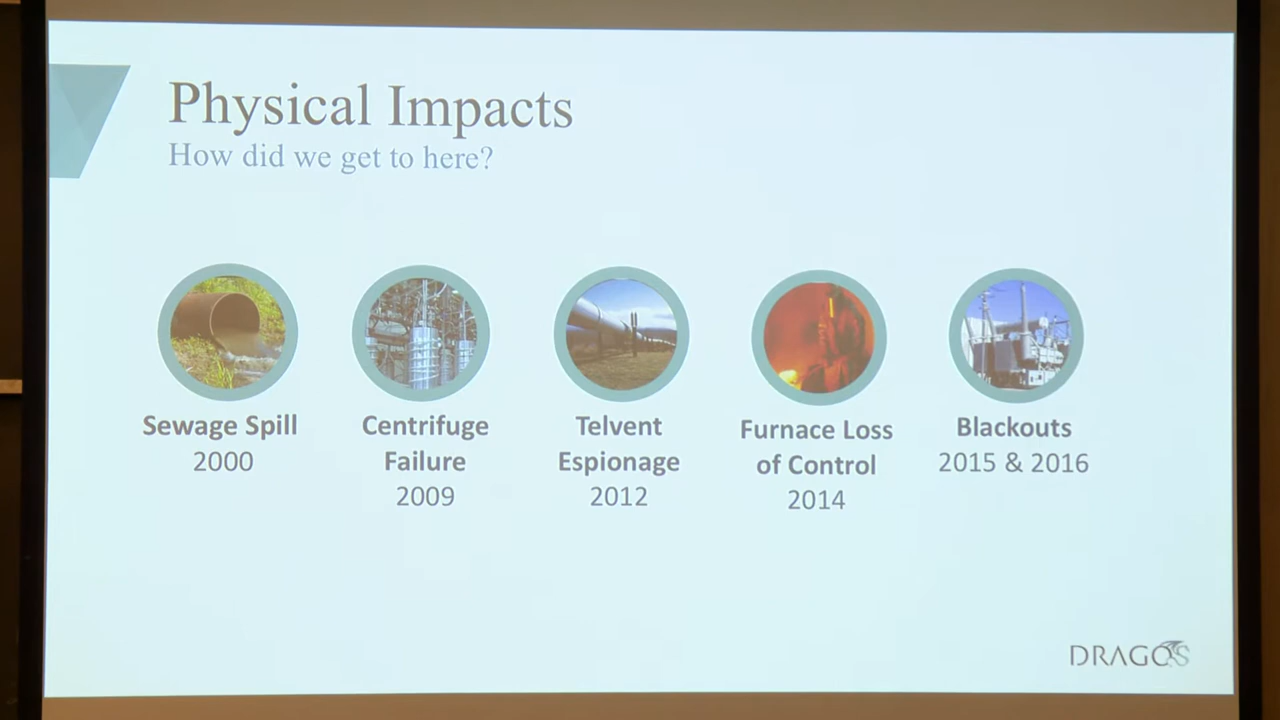 Physical Impacts
How did we get to here?
Sewage Spill
2000
Centrifuge
Failure
2009
Telvent
Espionage
2012
Furnace Loss
of Control
2014
Blackouts
2015 & 2016
DRAGOS